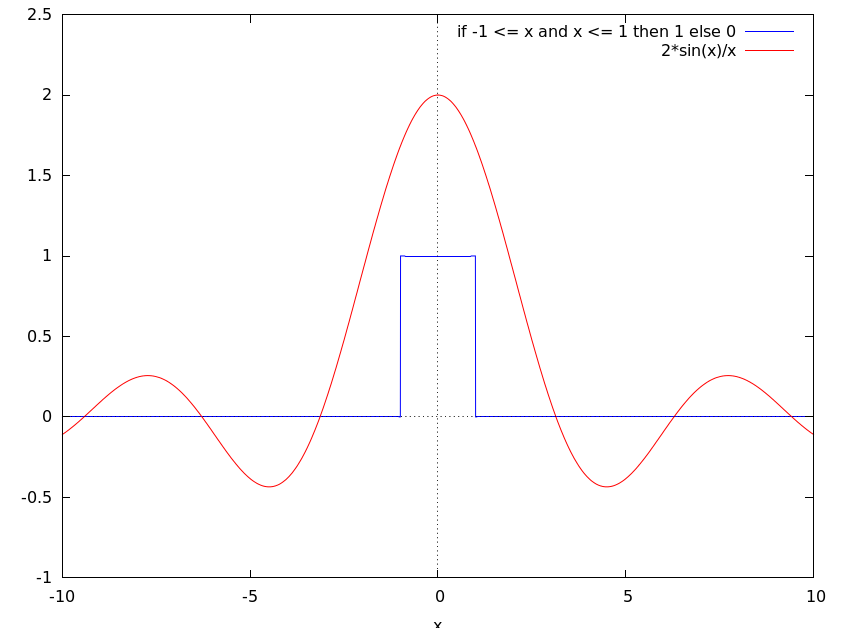 2.5
if -1 <= x and x <= 1 then 1 else 0
2*sin(x)/x
2
1.5
1
0.5
0
-0.5
-1
-10 -5 0 5 10
x